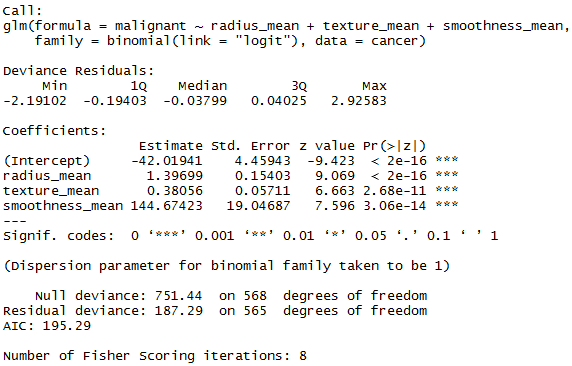 Call:
glm(formula = malignant ~ radius_mean + texture_mean + smoothness_mean,
    family = binomial(link = "logit"), data = cancer)

Deviance Residuals:
     Min        1Q    Median        3Q       Max
-2.19102  -0.19403  -0.03799   0.04025   2.92583

Coefficients:
                 Estimate Std. Error z value Pr(>|z|)
(Intercept)     -42.01941    4.45943  -9.423  < 2e-16 ***
radius_mean       1.39699    0.15403   9.069  < 2e-16 ***
texture_mean      0.38056    0.05711   6.663 2.68e-11 ***
smoothness_mean 144.67423   19.04687   7.596 3.06e-14 ***
---
Signif. codes:  0 ‘***’ 0.001 ‘**’ 0.01 ‘*’ 0.05 ‘.’ 0.1 ‘ ’ 1

(Dispersion parameter for binomial family taken to be 1)

    Null deviance: 751.44  on 568  degrees of freedom
Residual deviance: 187.29  on 565  degrees of freedom
AIC: 195.29

Number of Fisher Scoring iterations: 8